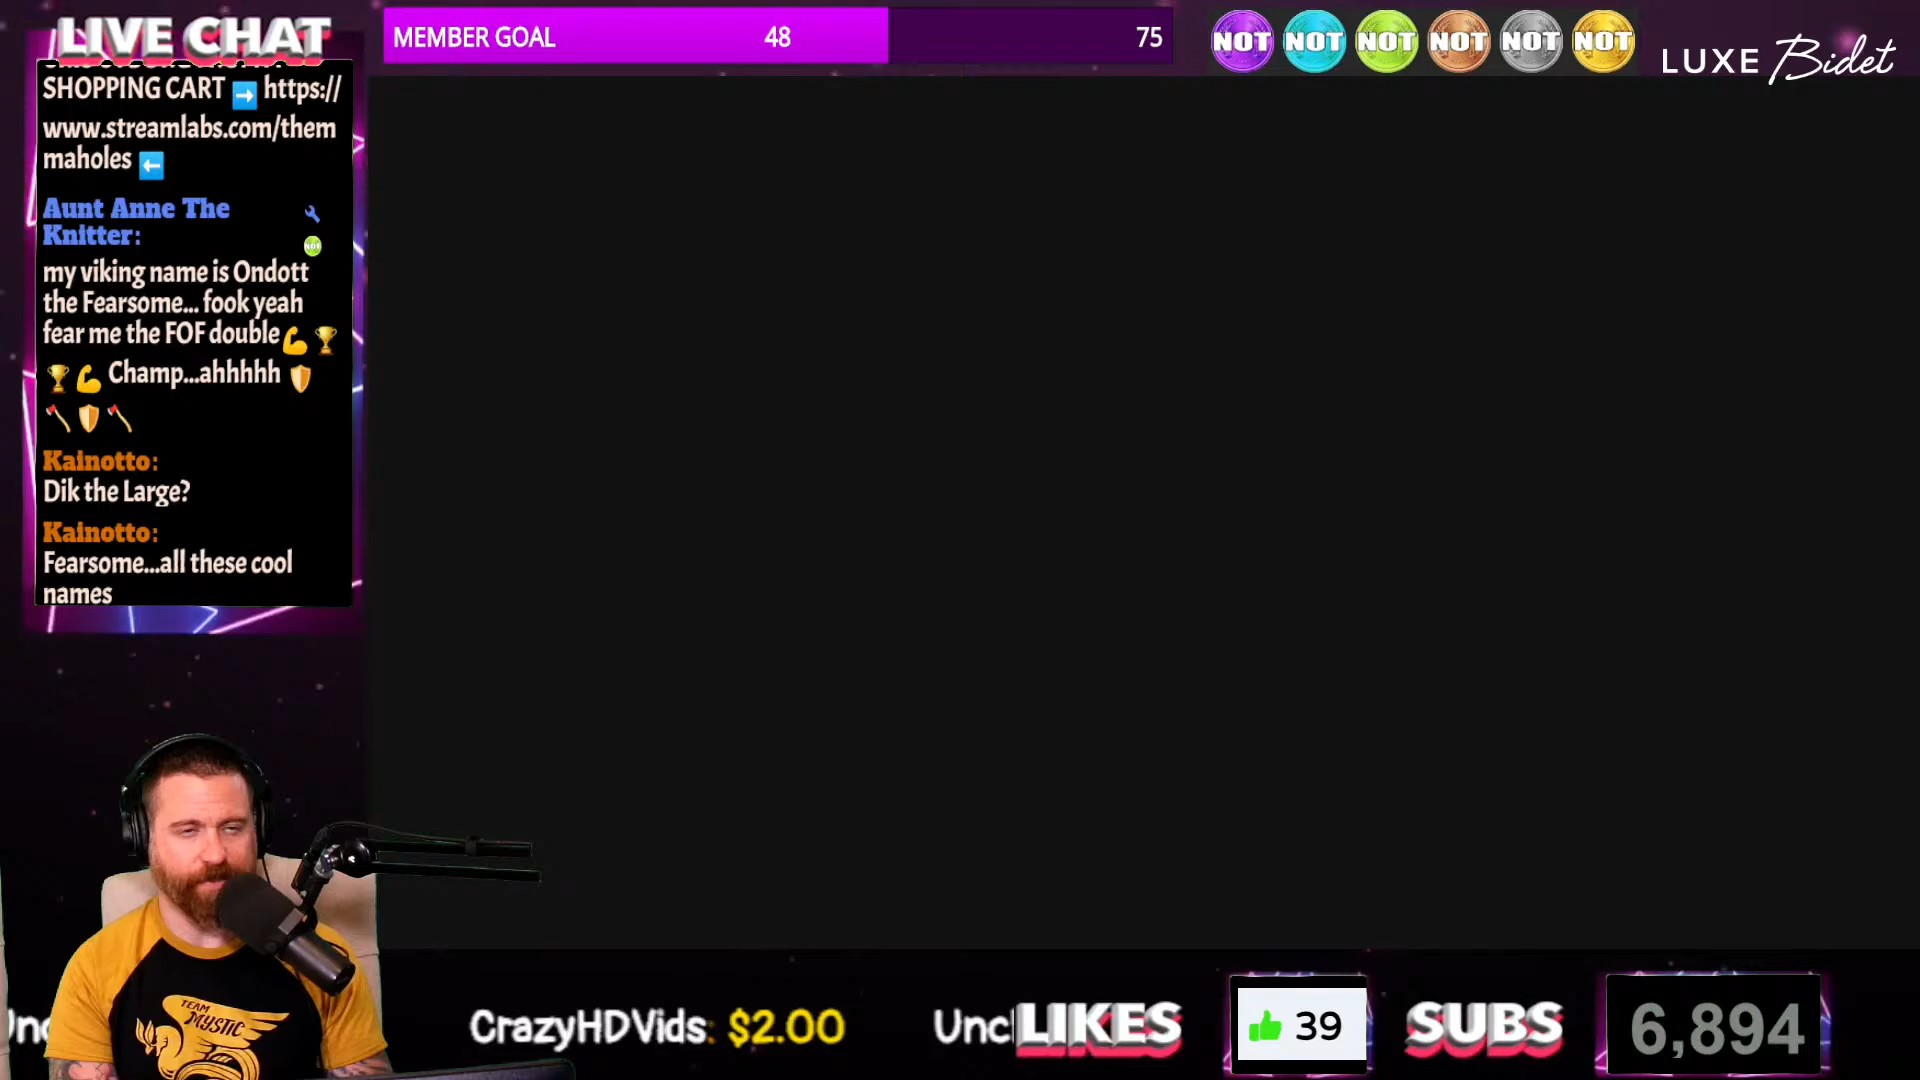 LIVE CHAT
SHOPPING CART ➡ https://
www.streamlabs.com/them
maholes ⬅
Aunt Anne The
Knitter:
NOT
my viking name is Ondott
the Fearsome... fook yeah
fear me the FOF double💪🏆
🏆💪 Champ...ahhhhh 🛡
🪓🛡🪓
Kainotto:
Dik the Large?
Kainotto:
Fearsome...all these cool
names
MEMBER GOAL 48 75
NOT NOT NOT NOT NOT NOT
LUXE Bidet
TEAM
MYSTIC
CrazyHDVids: $2.00
Uncl
LIKES
39
SUBS
6,894